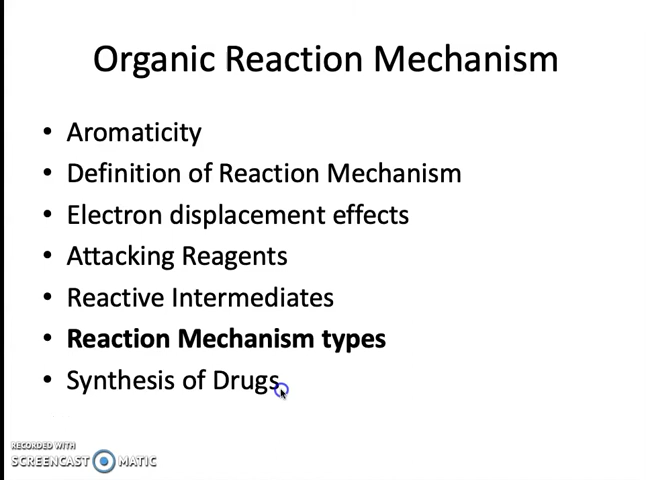 Organic Reaction Mechanism
• Aromaticity
• Definition of Reaction Mechanism
• Electron displacement effects
• Attacking Reagents
• Reactive Intermediates
• Reaction Mechanism types
• Synthesis of Drugs
RECORDED WITH
SCREENCAST MATIC